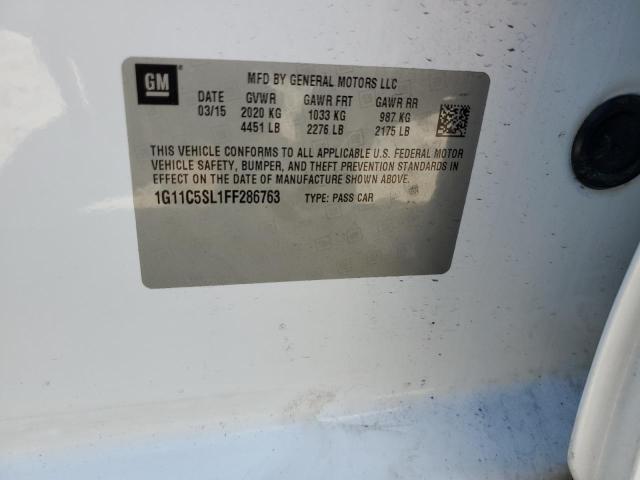 GM
MFD BY GENERAL MOTORS LLC
DATE GVWR GAWR FRT GAWR RR
03/15 2020 KG 1033 KG 987 KG
4451 LB 2276 LB 2175 LB
THIS VEHICLE CONFORMS TO ALL APPLICABLE U.S. FEDERAL MOTOR
VEHICLE SAFETY, BUMPER, AND THEFT PREVENTION STANDARDS IN
EFFECT ON THE DATE OF MANUFACTURE SHOWN ABOVE.
1G11C5SL1FF286763 TYPE: PASS CAR